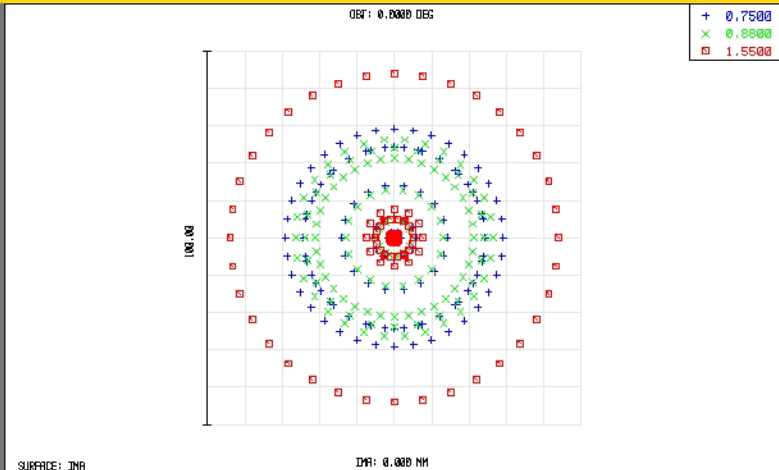 OBJ: 0.0000 DEG
+ 0.7500
× 0.8800
1.5500
100.00
SURFACE: IMA
IMA: 0.000 MM